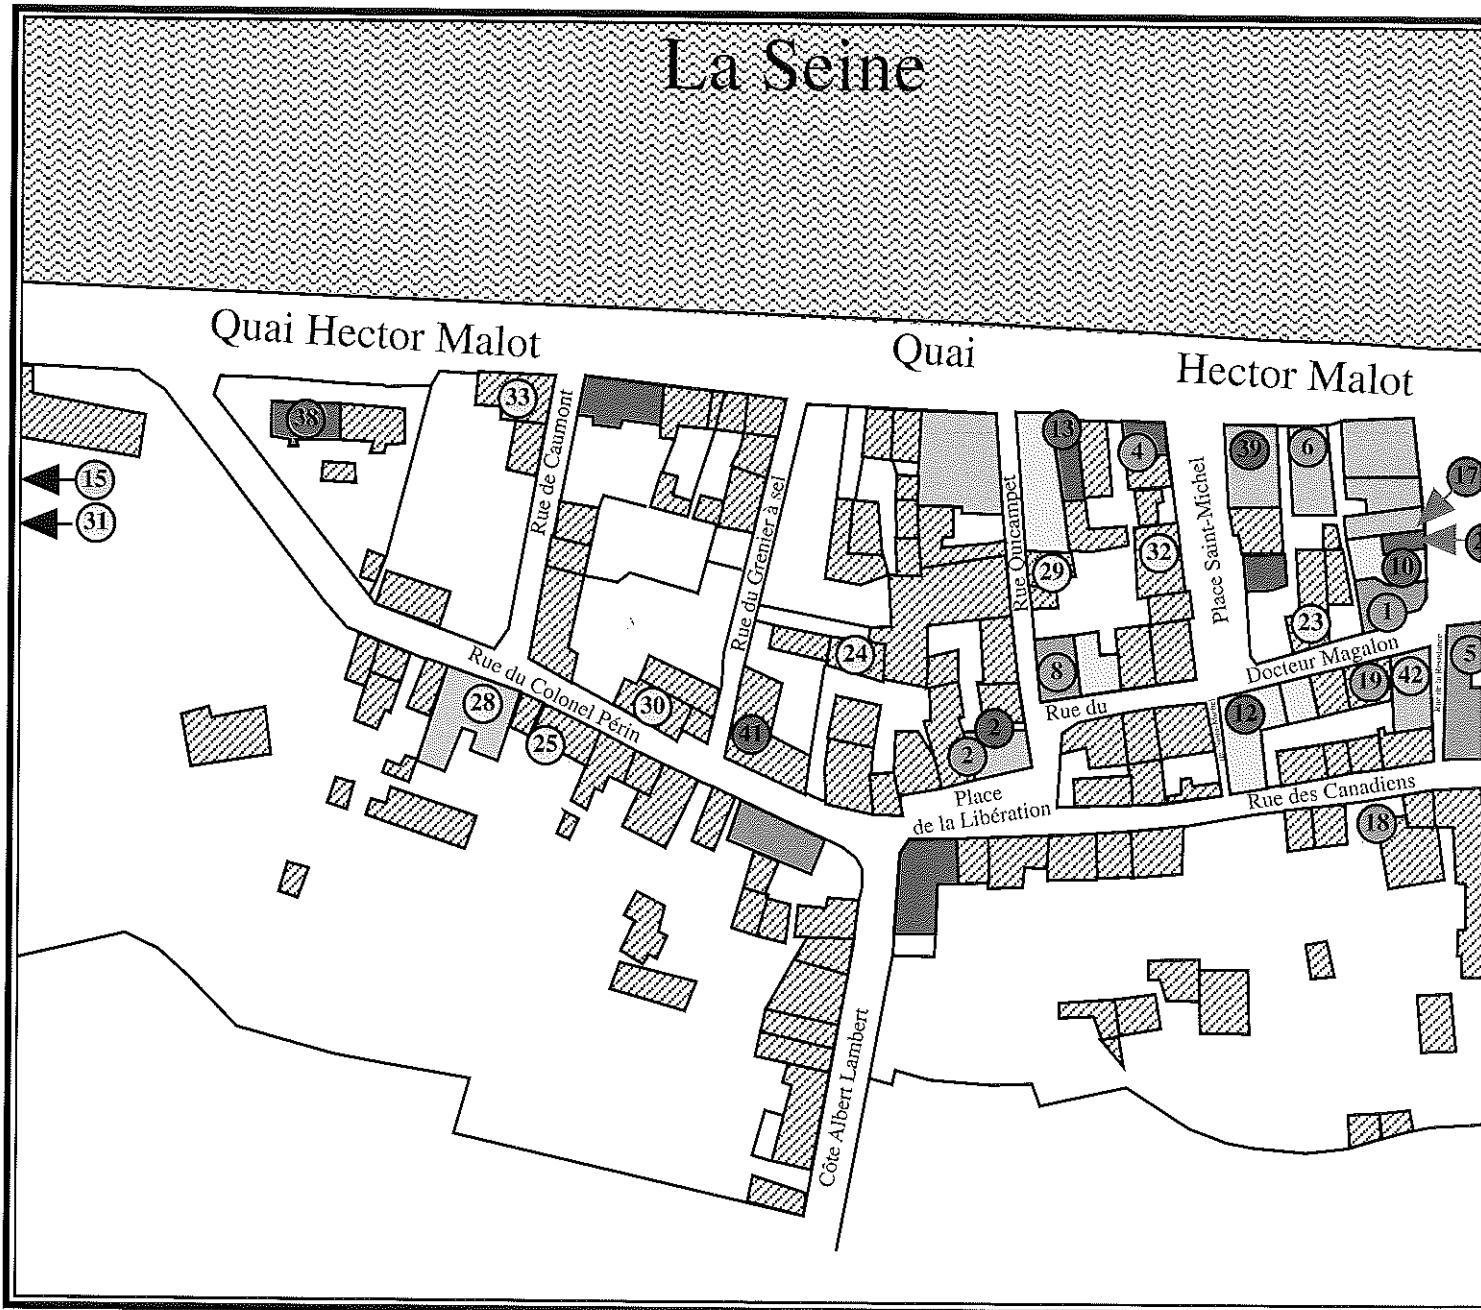 La Seine
Quai Hector Malot
Quai
Hector Malot
33
38
13
4
39
6
17
15
31
Rue de Caumont
Rue du Grenier à sel
Rue Quicampet
Place Saint-Michel
29
32
10
1
23
24
8
Docteur Magalon
Rue du
5
19
42
12
Rue du Colonel Périn
28
30
25
41
2
2
Place
de la Libération
Rue des Canadiens
18
Côte Albert Lambert